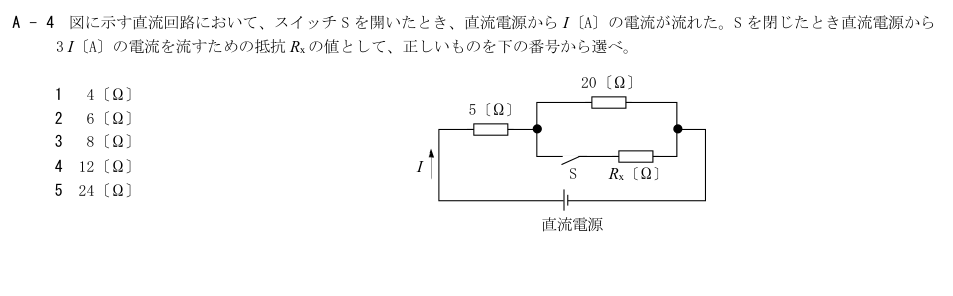 A - 4 図に示す直流回路において、スイッチ S を開いたとき、直流電源から I〔A〕の電流が流れた。S を閉じたとき直流電源から
3 I〔A〕の電流を流すための抵抗 Rx の値として、正しいものを下の番号から選べ。
1 4〔Ω〕
2 6〔Ω〕
3 8〔Ω〕
4 12〔Ω〕
5 24〔Ω〕
20〔Ω〕
5〔Ω〕
I
S
Rx〔Ω〕
直流電源